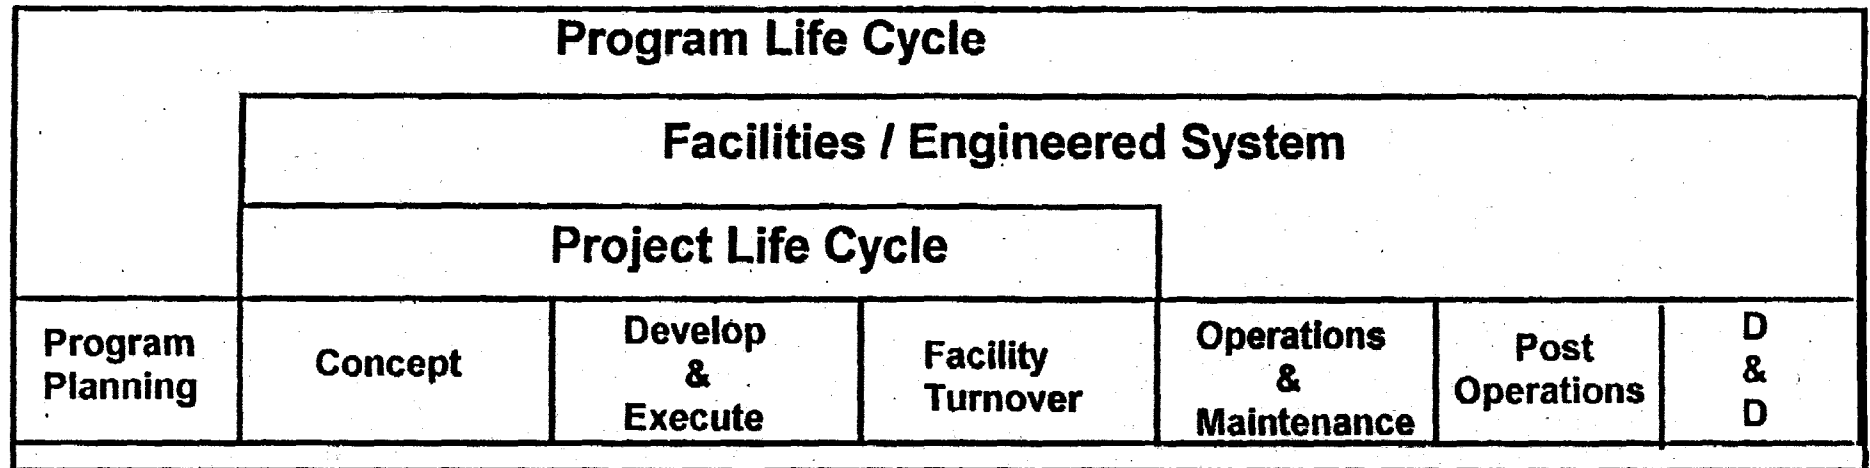 Program Life Cycle
Facilities / Engineered System
Project Life Cycle
Program
Planning
Concept
Develop
&
Execute
Facility
Turnover
Operations
&
Maintenance
Post
Operations
D
&
D